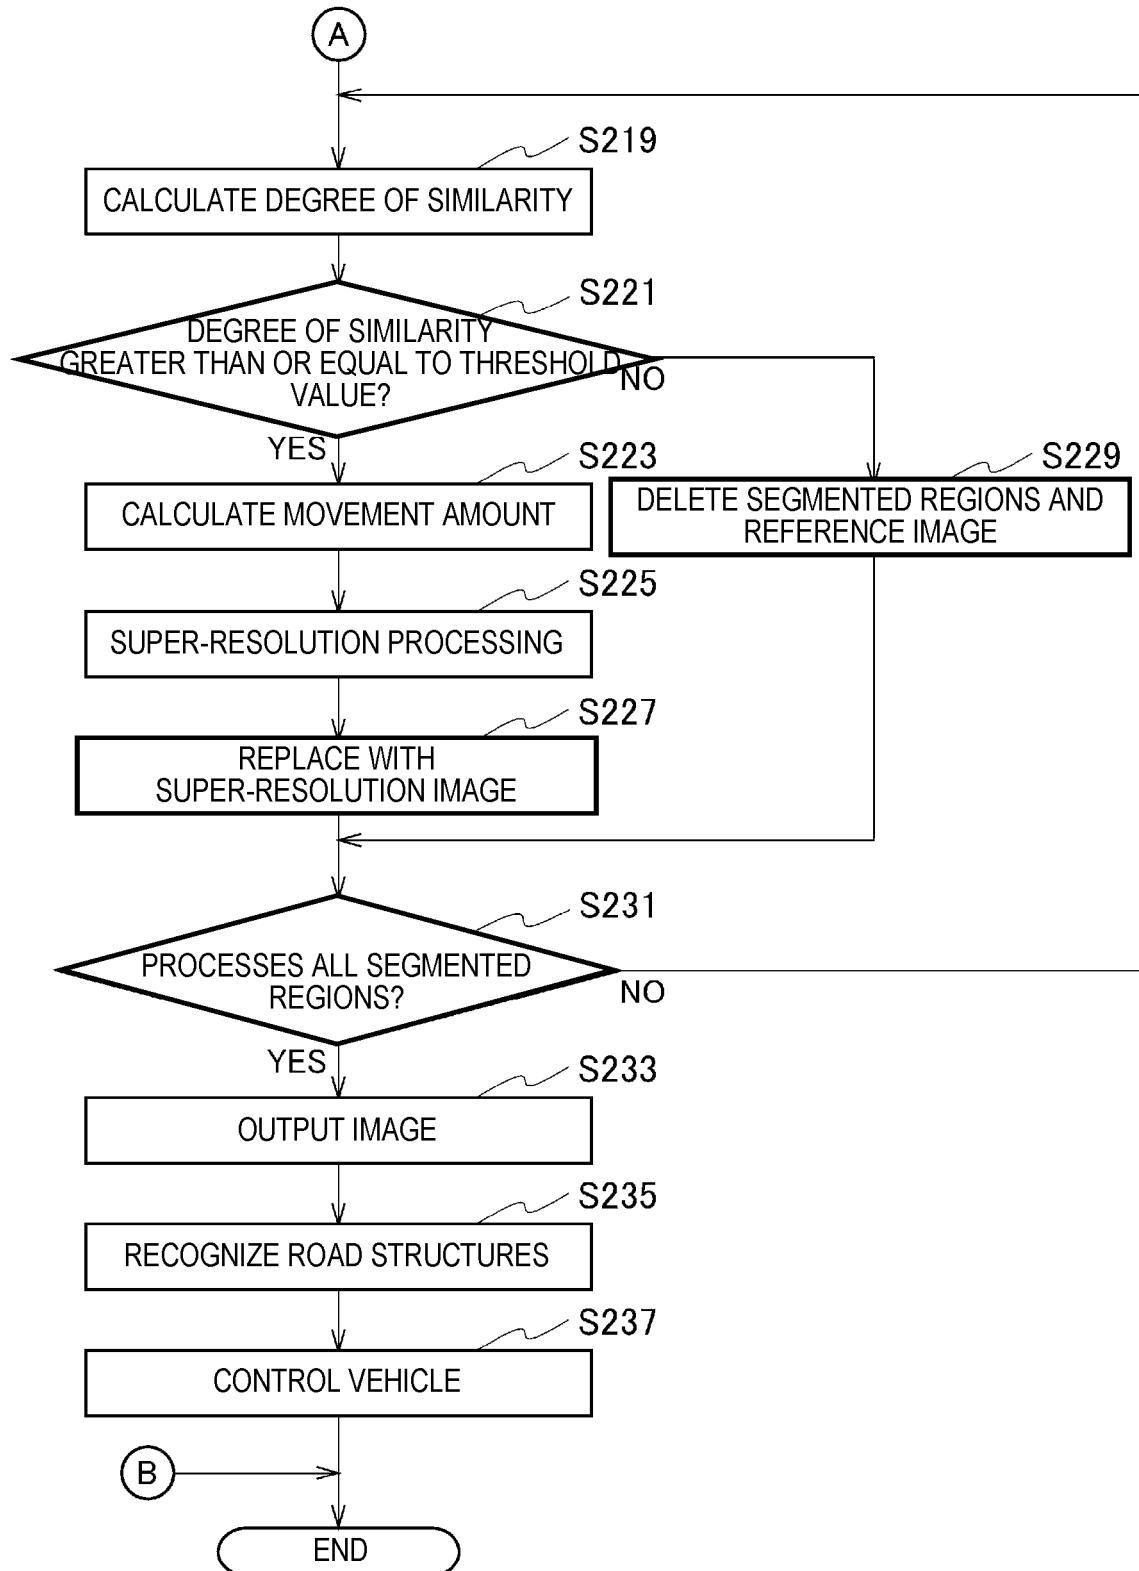 A
S219
CALCULATE DEGREE OF SIMILARITY
S221
DEGREE OF SIMILARITY
GREATER THAN OR EQUAL TO THRESHOLD
VALUE?
NO
YES
S223
CALCULATE MOVEMENT AMOUNT
S229
DELETE SEGMENTED REGIONS AND
REFERENCE IMAGE
S225
SUPER-RESOLUTION PROCESSING
S227
REPLACE WITH
SUPER-RESOLUTION IMAGE
S231
PROCESSES ALL SEGMENTED
REGIONS?
NO
YES
S233
OUTPUT IMAGE
S235
RECOGNIZE ROAD STRUCTURES
S237
CONTROL VEHICLE
B
END